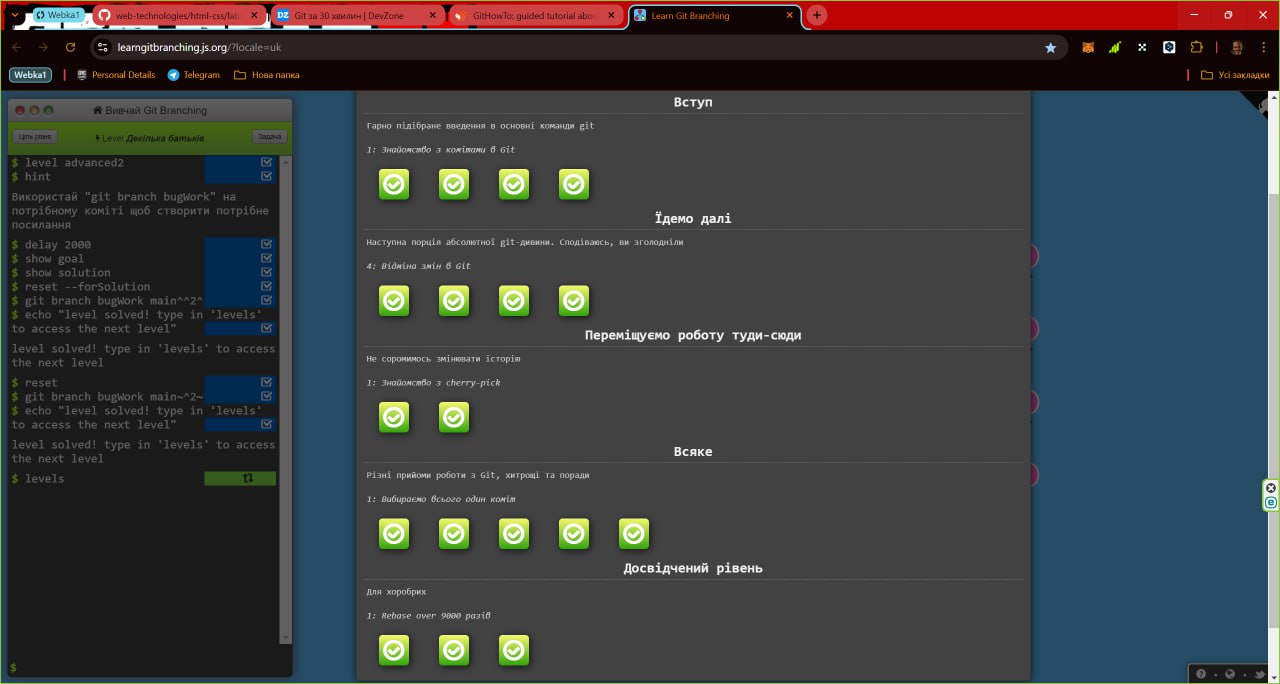 Webka1
web-technologies/html-css/lab
Git за 30 хвилин | DevZone
GitHowTo: guided tutorial abou
Learn Git Branching
learngitbranching.js.org/?locale=uk
Webka1
Personal Details
Telegram
Нова папка
Усі закладки
Вивчай Git Branching
Ціль рівня
Level Декілька батьків
Задача
$ level advanced2
$ hint
Використай "git branch bugWork" на
потрібному коміті щоб створити потрібне
посилання
$ delay 2000
$ show goal
$ show solution
$ reset --forSolution
$ git branch bugWork main^^2^
$ echo "level solved! type in 'levels'
to access the next level"
level solved! type in 'levels' to access
the next level
$ reset
$ git branch bugWork main~^2~
$ echo "level solved! type in 'levels'
to access the next level"
level solved! type in 'levels' to access
the next level
$ levels
$
Вступ
Гарно підібране введення в основні команди git
1: Знайомство з комітами в Git
Їдемо далі
Наступна порція абсолютної git-дивини. Сподіваюсь, ви зголодніли
4: Відміна змін в Git
Переміщуємо роботу туди-сюди
Не соромимось змінювати історію
1: Знайомство з cherry-pick
Всяке
Різні прийоми роботи з Git, хитрощі та поради
1: Вибираємо всього один коміт
Досвідчений рівень
Для хоробрих
1: Rebase over 9000 разів